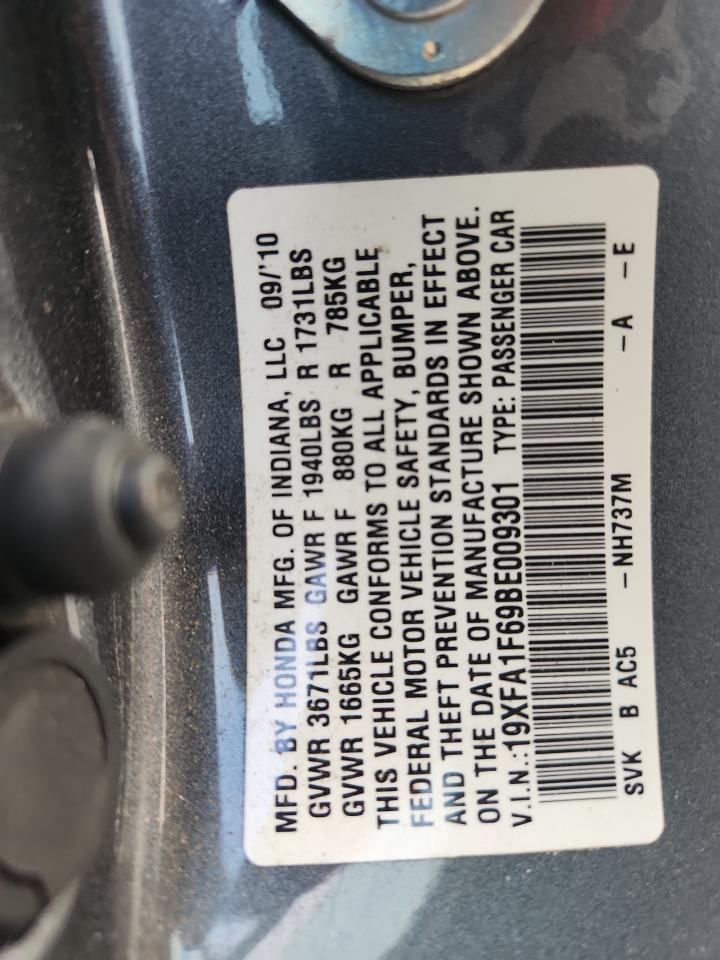 MFD. BY HONDA MFG. OF INDIANA, LLC 09/'10
GVWR 3671LBS GAWR F 1940LBS R 1731LBS
GVWR 1665KG GAWR F 880KG R 785KG
THIS VEHICLE CONFORMS TO ALL APPLICABLE
FEDERAL MOTOR VEHICLE SAFETY, BUMPER,
AND THEFT PREVENTION STANDARDS IN EFFECT
ON THE DATE OF MANUFACTURE SHOWN ABOVE.
V.I.N.:19XFA1F69BE009301 TYPE: PASSENGER CAR
SVK B AC5 -NH737M -A -E